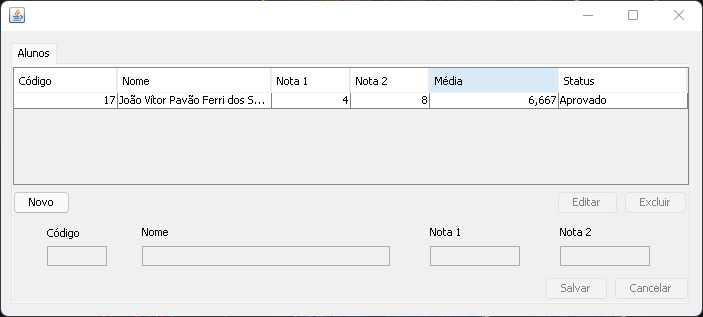 Alunos
Código Nome Nota 1 Nota 2 Média Status
17 João Vítor Pavão Ferri dos S... 4 8 6,667 Aprovado
Novo Editar Excluir
Código Nome Nota 1 Nota 2
Salvar Cancelar